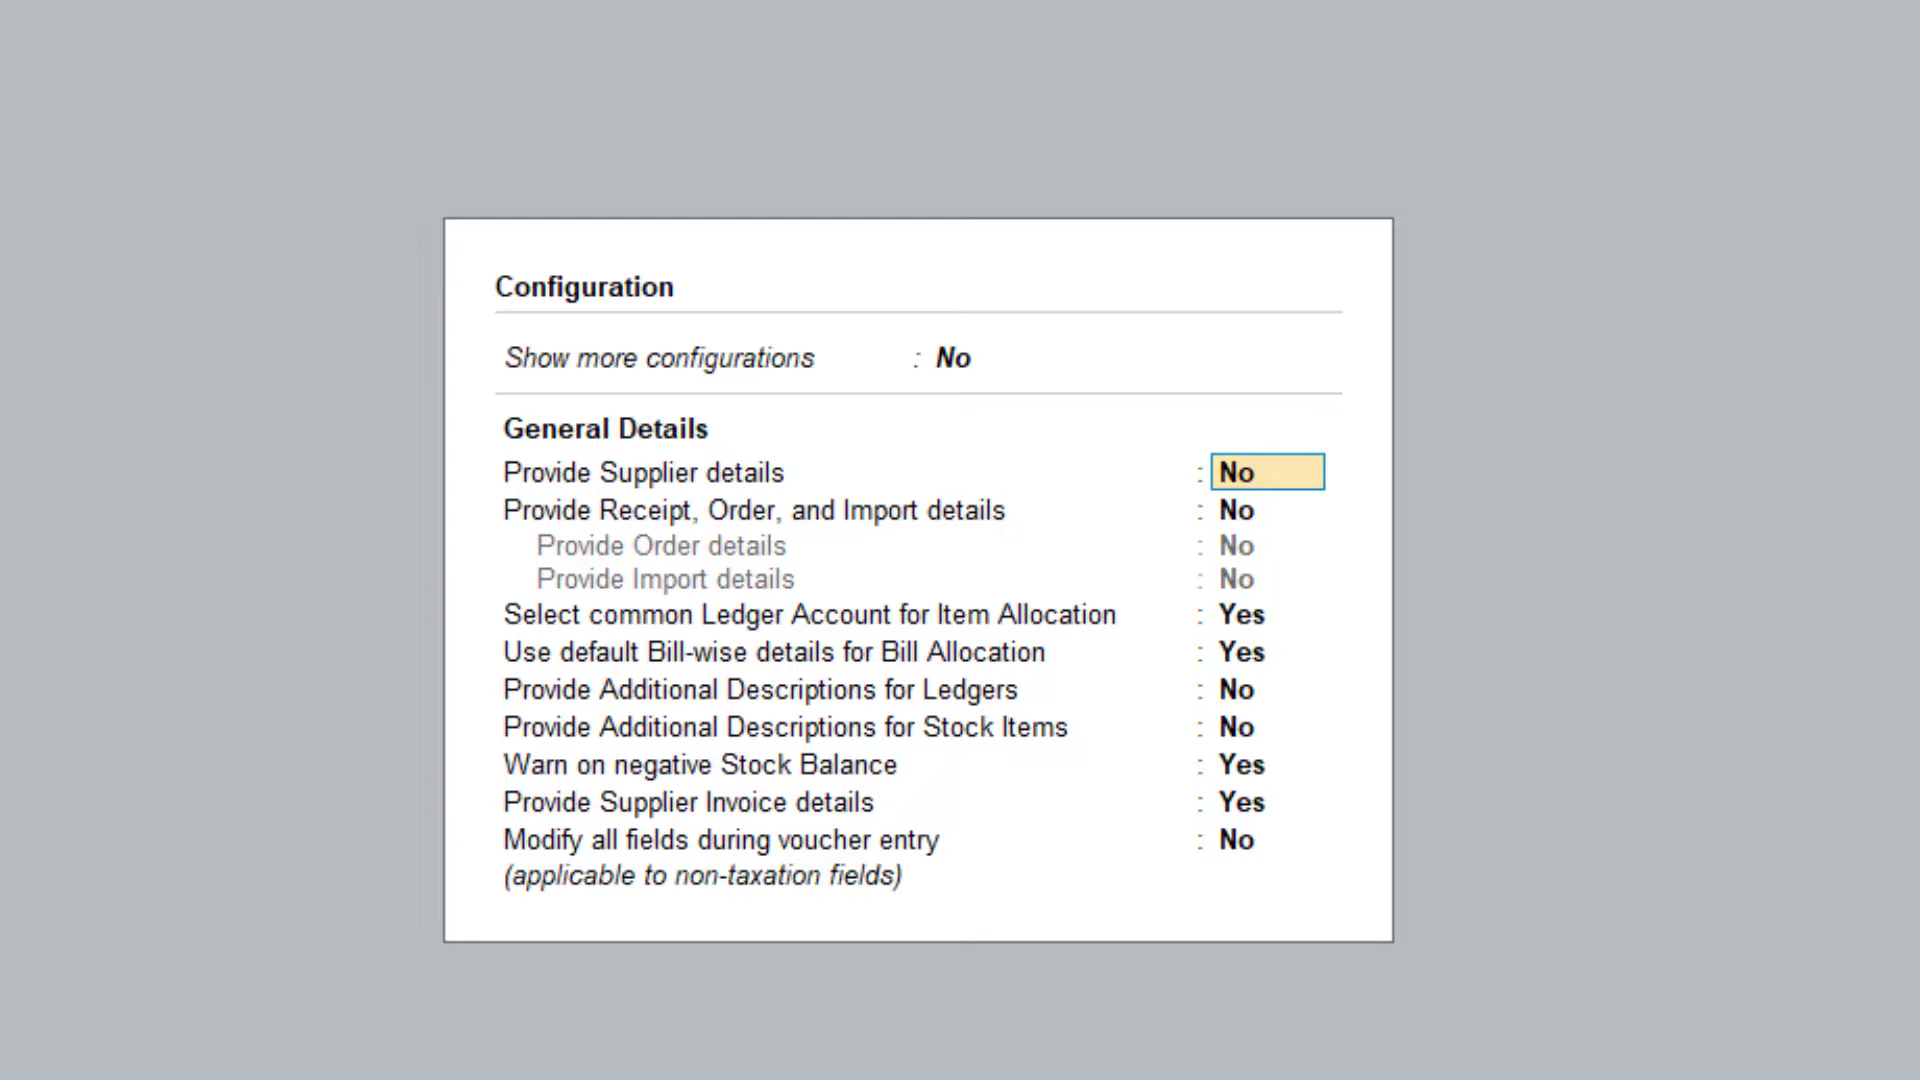 Configuration
Show more configurations : No
General Details
Provide Supplier details : No
Provide Receipt, Order, and Import details : No
Provide Order details : No
Provide Import details : No
Select common Ledger Account for Item Allocation : Yes
Use default Bill-wise details for Bill Allocation : Yes
Provide Additional Descriptions for Ledgers : No
Provide Additional Descriptions for Stock Items : No
Warn on negative Stock Balance : Yes
Provide Supplier Invoice details : Yes
Modify all fields during voucher entry : No
(applicable to non-taxation fields)